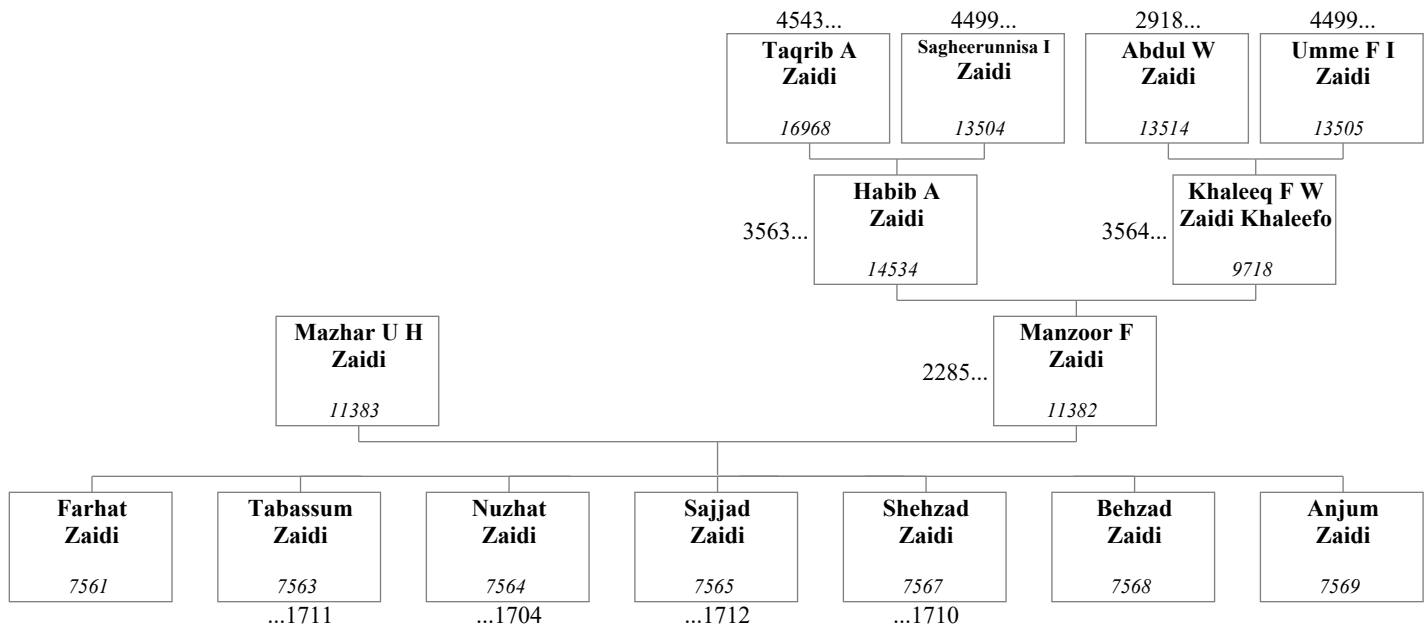 4543...
4499...
2918...
4499...
Taqrib A
Zaidi
16968
Sagheerunnisa I
Zaidi
13504
Abdul W
Zaidi
13514
Umme F I
Zaidi
13505
3563...
Habib A
Zaidi
14534
3564...
Khaleeq F W
Zaidi Khaleefo
9718
Mazhar U H
Zaidi
11383
2285...
Manzoor F
Zaidi
11382
Farhat
Zaidi
7561
Tabassum
Zaidi
7563
...1711
Nuzhat
Zaidi
7564
...1704
Sajjad
Zaidi
7565
...1712
Shehzad
Zaidi
7567
...1710
Behzad
Zaidi
7568
Anjum
Zaidi
7569